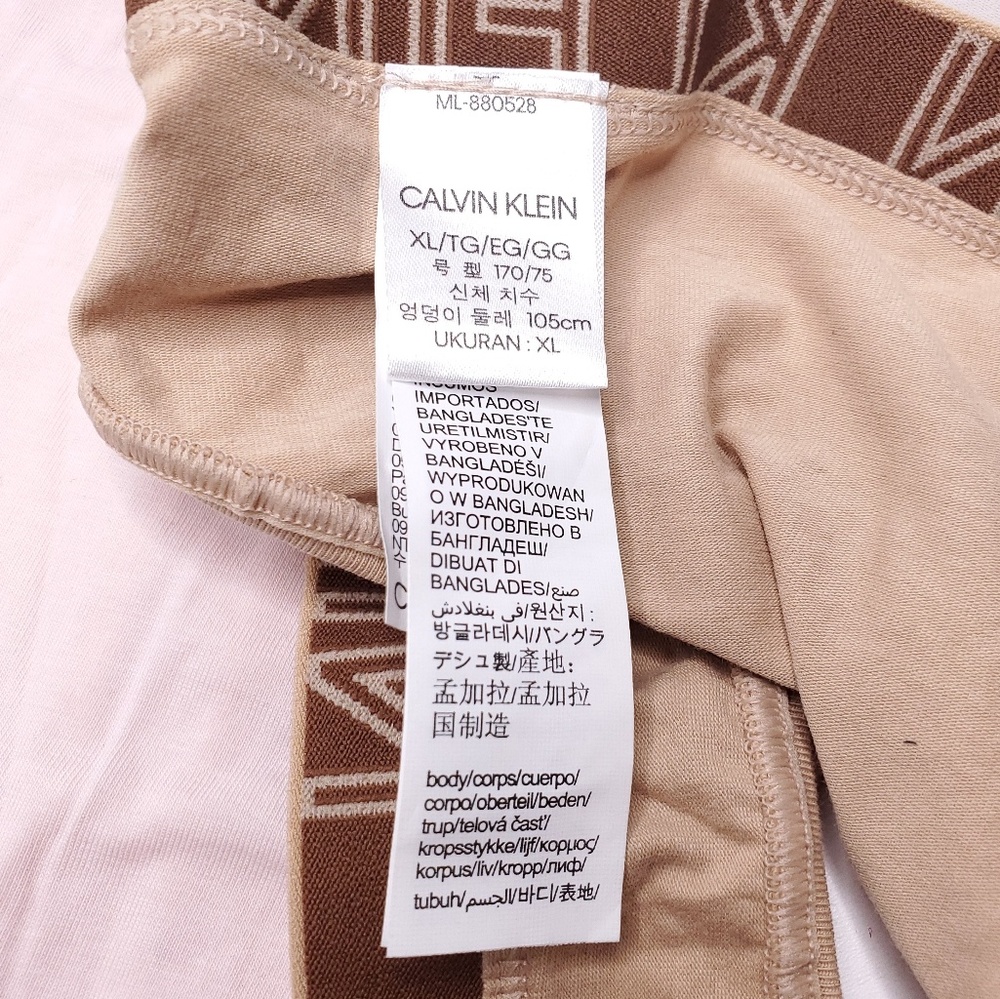 ML-880528
CALVIN KLEIN
XL/TG/EG/GG
号 型 170/75
신체 치수
엉덩이 둘레 105cm
UKURAN : XL
INSUMOS
IMPORTADOS/
BANGLADES'TE
URETILMISTIR/
VYROBENO V
BANGLADÉŠI/
WYPRODUKOWAN
O W BANGLADESH/
ИЗГОТОВЛЕНО В
БАНГЛАДЕШ/
DIBUAT DI
BANGLADES/صنع
في بنغلادش/원산지 :
방글라데시/バングラ
デシュ製/產地:
孟加拉/孟加拉
国制造
body/corps/cuerpo/
corpo/oberteil/beden/
trup/telová časť/
kropsstykke/lijf/κορμος/
korpus/liv/kropp/лиф/
tubuh/الجسم/바디/表地/